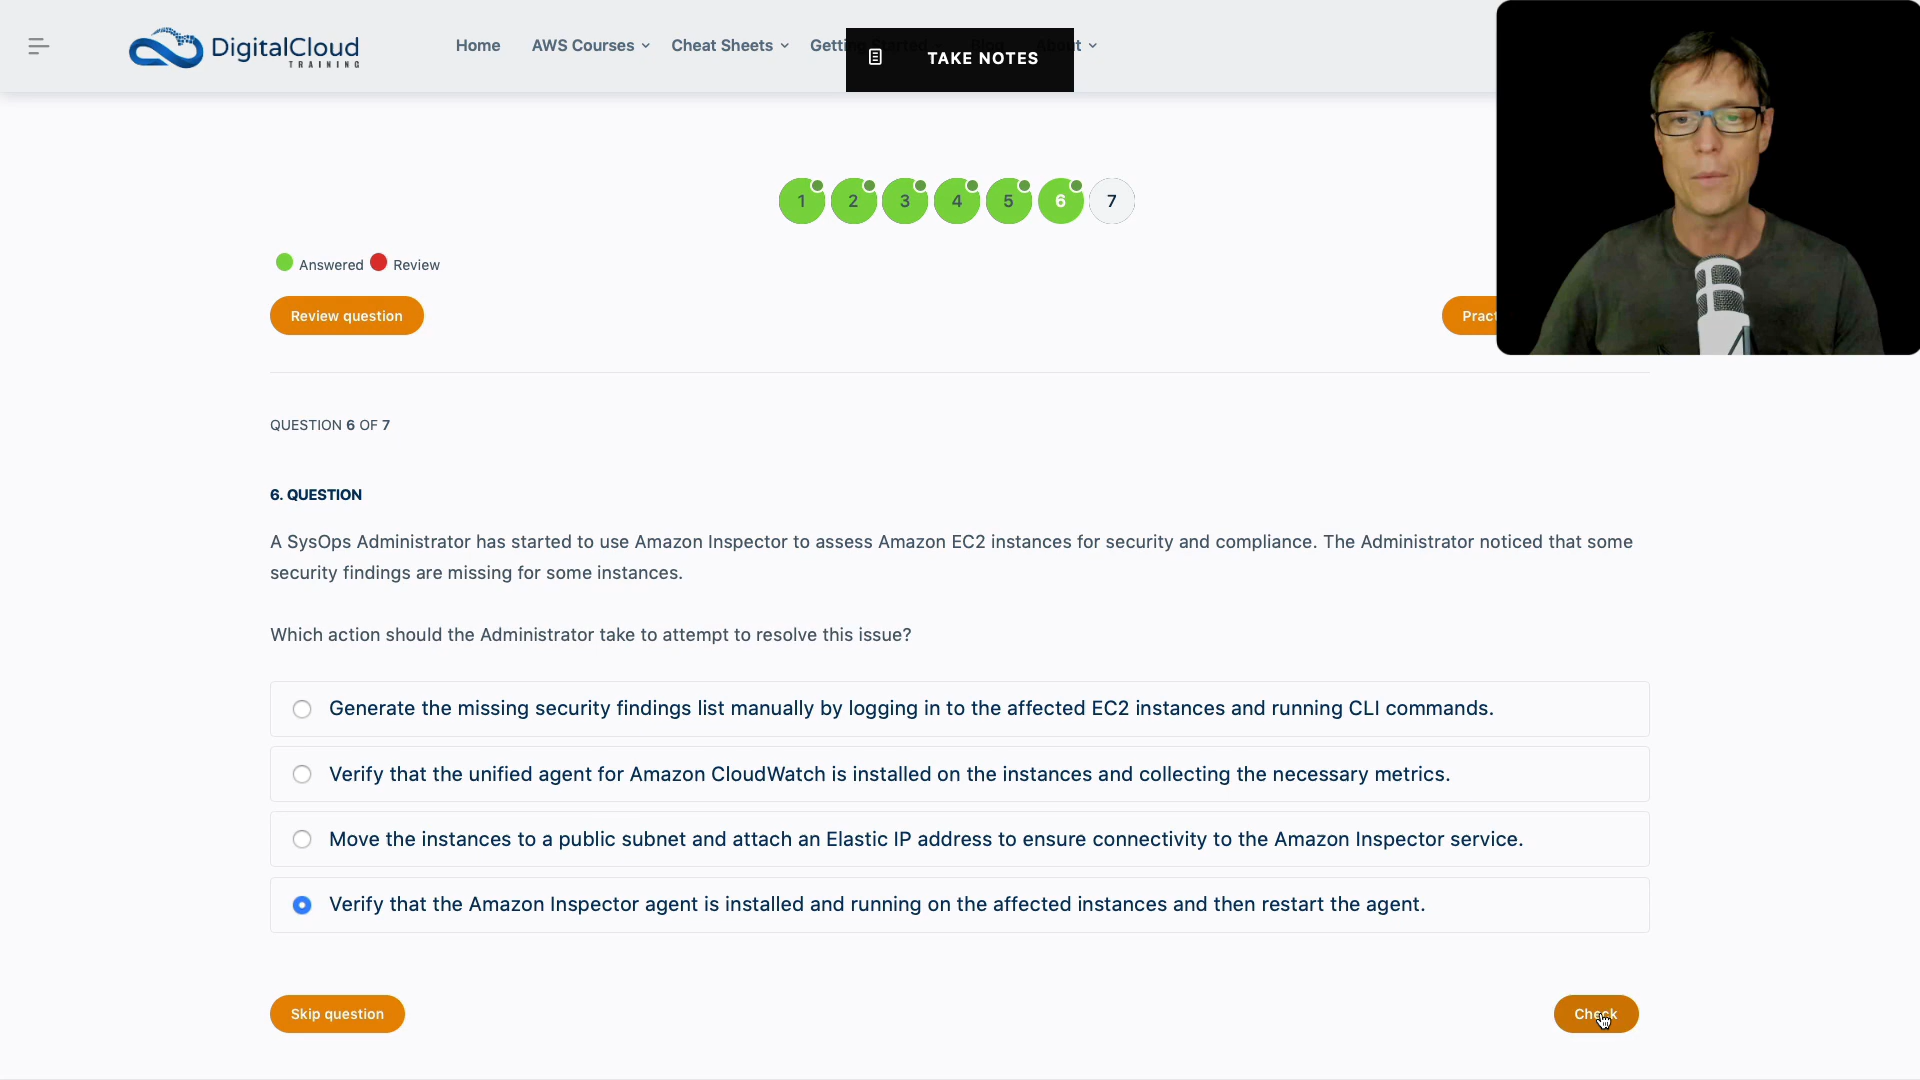 DigitalCloud
TRAINING
Home
AWS Courses
Cheat Sheets
TAKE NOTES
1 2 3 4 5 6 7
Answered
Review
Review question
QUESTION 6 OF 7
6. QUESTION
A SysOps Administrator has started to use Amazon Inspector to assess Amazon EC2 instances for security and compliance. The Administrator noticed that some
security findings are missing for some instances.
Which action should the Administrator take to attempt to resolve this issue?
Generate the missing security findings list manually by logging in to the affected EC2 instances and running CLI commands.
Verify that the unified agent for Amazon CloudWatch is installed on the instances and collecting the necessary metrics.
Move the instances to a public subnet and attach an Elastic IP address to ensure connectivity to the Amazon Inspector service.
Verify that the Amazon Inspector agent is installed and running on the affected instances and then restart the agent.
Skip question
Check